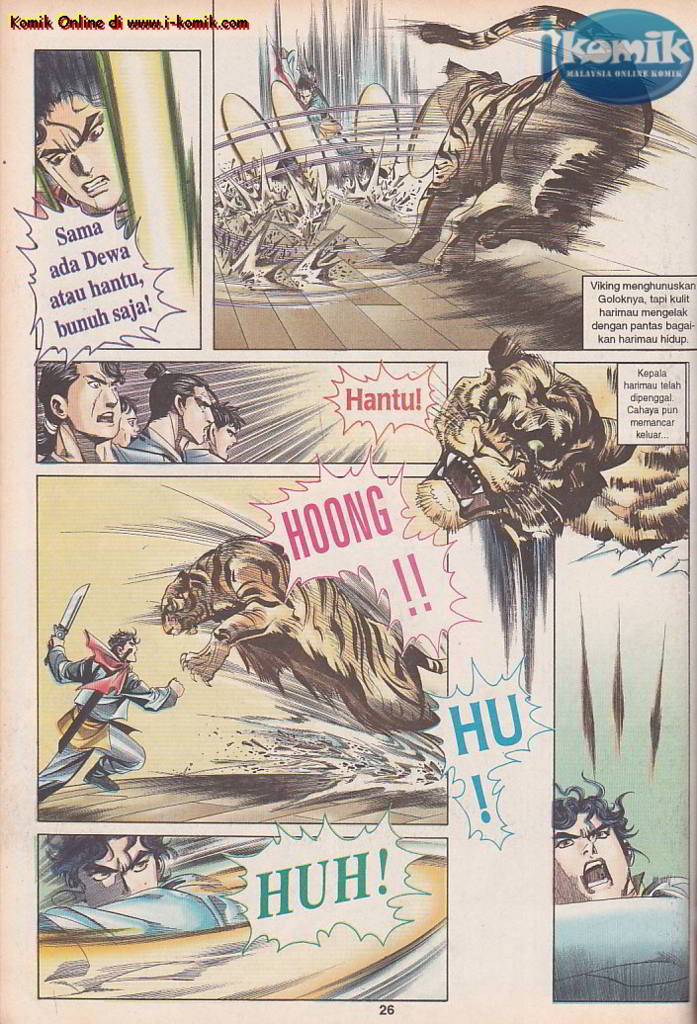 Komik Online di www.i-komik.com
ikomik
MALAYSIA ONLINE KOMIK
Sama
ada Dewa
atau hantu,
bunuh saja!
Viking menghunuskan
Goloknya, tapi kulit
harimau mengelak
dengan pantas bagai-
kan harimau hidup.
Hantu!
Kepala
harimau telah
dipenggal.
Cahaya pun
memancar
keluar...
HOONG
!!
HU
!
HUH!
26